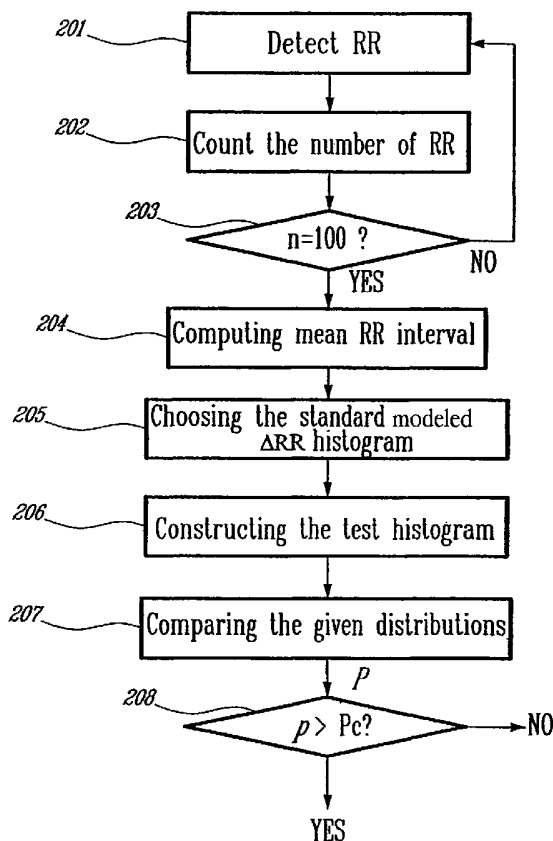 201
Detect RR
202
Count the number of RR
203
n=100 ?
NO
YES
204
Computing mean RR interval
205
Choosing the standard modeled
ΔRR histogram
206
Constructing the test histogram
207
Comparing the given distributions
P
208
p > Pc?
NO
YES